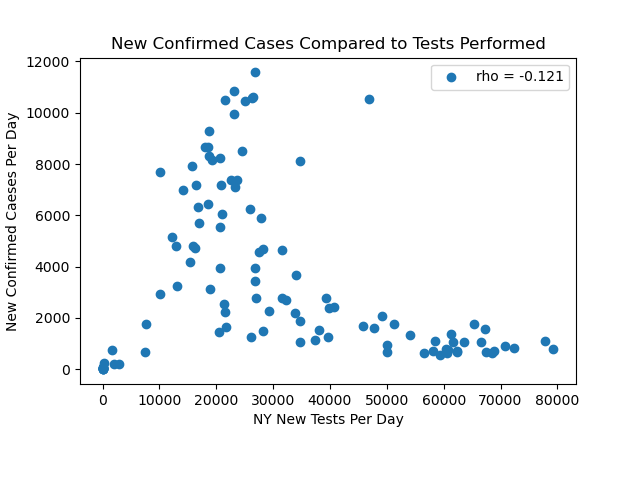 New Confirmed Cases Compared to Tests Performed
rho = -0.121
New Confirmed Caeses Per Day
12000
10000
8000
6000
4000
2000
0
0 10000 20000 30000 40000 50000 60000 70000 80000
NY New Tests Per Day